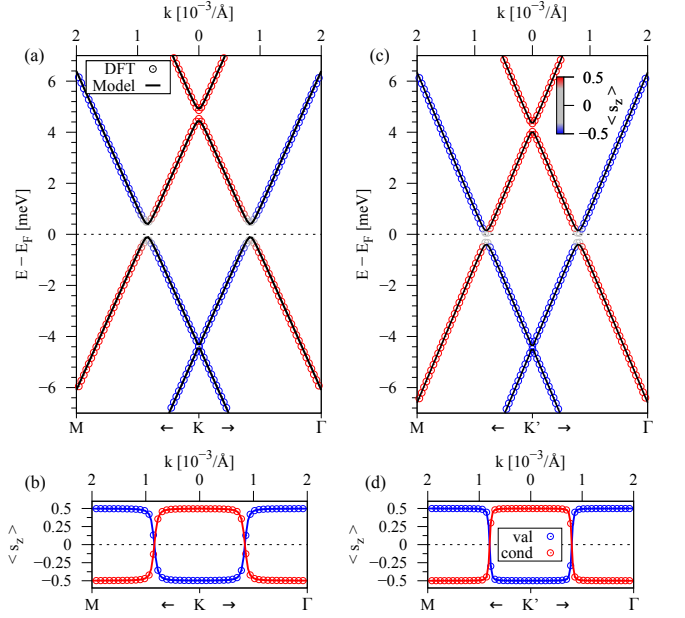 k [10⁻³/Å]
2 1 0 1 2
(a)
DFT
Model
6
4
2
0
−2
−4
−6
E − E_F [meV]
M ← K → Γ
k [10⁻³/Å]
2 1 0 1 2
(c)
0.5
0
−0.5
< s_z >
6
4
2
0
−2
−4
−6
E − E_F [meV]
M ← K' → Γ
k [10⁻³/Å]
2 1 0 1 2
(b)
0.5
0.25
0
−0.25
−0.5
< s_z >
M ← K → Γ
k [10⁻³/Å]
2 1 0 1 2
(d)
0.5
0.25
0
−0.25
−0.5
< s_z >
val
cond
M ← K' → Γ